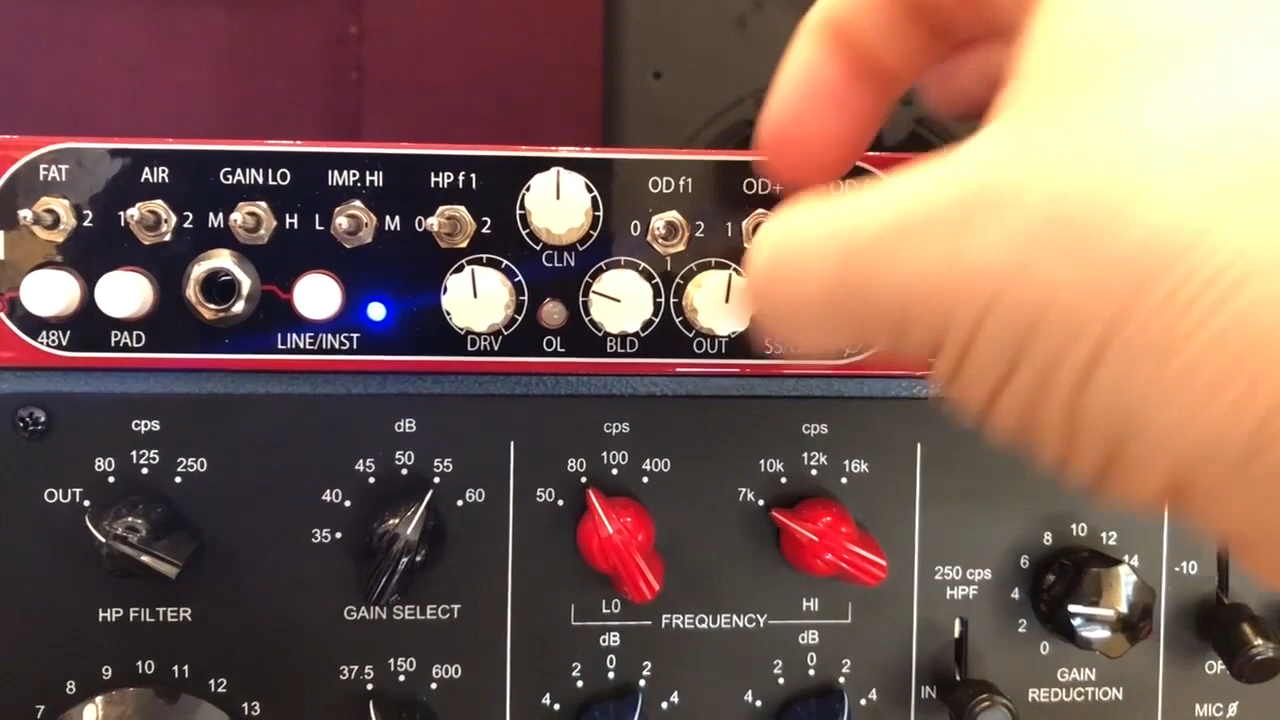 FAT AIR GAIN LO IMP. HI HP f 1 OD f1 OD+
2 1 2 M H L M 0 2 0 2 1
CLN 1
48V PAD LINE/INST DRV OL BLD OUT
cps dB cps cps
80 125 250 45 50 55 80 100 400 10k 12k 16k
OUT 40 60 50 7k
35
8 10 12
6 14
250 cps
HPF
4
2
0
-10
HP FILTER GAIN SELECT LO FREQUENCY HI
dB dB
GAIN
REDUCTION
IN
MIC Ø
7 8 9 10 11 12 13 37.5 150 600 4 2 0 2 4 4 2 0 2 4